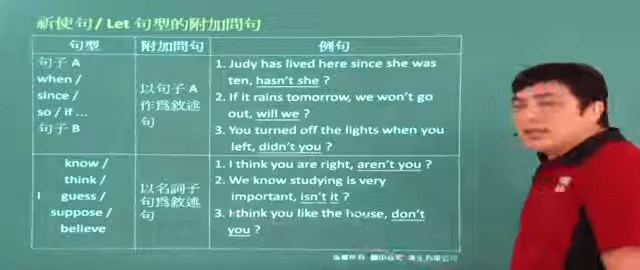 祈使句/ Let 句型的附加問句
句型
附加問句
例句
句子 A
when /
since /
so / if ...
句子 B
以句子 A
作爲敘述
句
1. Judy has lived here since she was
ten, hasn't she ?
2. If it rains tomorrow, we won't go
out, will we ?
3. You turned off the lights when you
left, didn't you ?
I
know /
think /
guess /
suppose /
believe
以名詞子
句爲敘述
句
1. I think you are right, aren't you ?
2. We know studying is very
important, isn't it ?
3. I think you like the house, don't
you ?